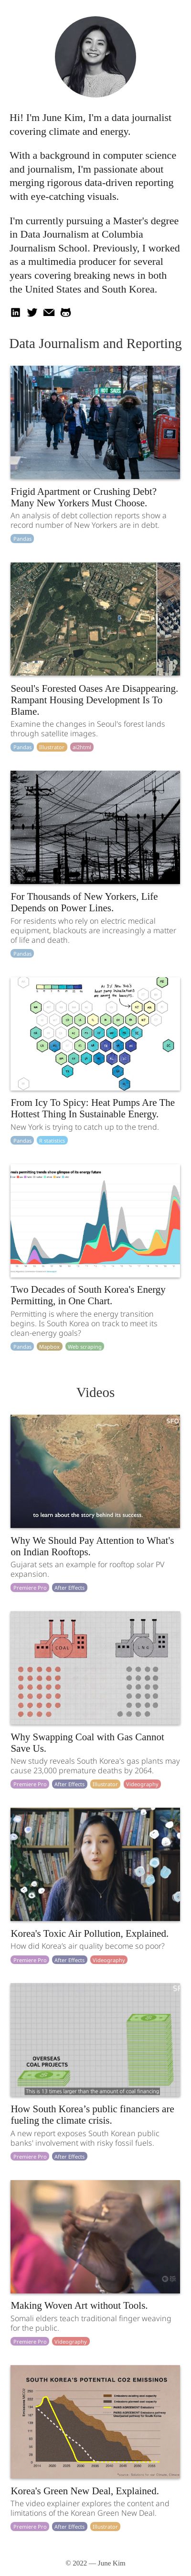 Hi! I'm June Kim, I'm a data journalist
covering climate and energy.
With a background in computer science
and journalism, I'm passionate about
merging rigorous data-driven reporting
with eye-catching visuals.
I'm currently pursuing a Master's degree
in Data Journalism at Columbia
Journalism School. Previously, I worked
as a multimedia producer for several
years covering breaking news in both
the United States and South Korea.
Data Journalism and Reporting
Frigid Apartment or Crushing Debt?
Many New Yorkers Must Choose.
An analysis of debt collection reports show a
record number of New Yorkers are in debt.
Pandas
Seoul's Forested Oases Are Disappearing.
Rampant Housing Development Is To
Blame.
Examine the changes in Seoul's forest lands
through satellite images.
Pandas Illustrator ai2html
For Thousands of New Yorkers, Life
Depends on Power Lines.
For residents who rely on electric medical
equipment, blackouts are increasingly a matter
of life and death.
Pandas
From Icy To Spicy: Heat Pumps Are The
Hottest Thing In Sustainable Energy.
New York is trying to catch up to the trend.
Pandas R statistics
Two Decades of South Korea's Energy
Permitting, in One Chart.
Permitting is where the energy transition
begins. Is South Korea on track to meet its
clean-energy goals?
Pandas Mapbox Web scraping
Videos
to learn about the story behind its success.
Why We Should Pay Attention to What's
on Indian Rooftops.
Gujarat sets an example for rooftop solar PV
expansion.
Premiere Pro After Effects
COAL
LNG
Why Swapping Coal with Gas Cannot
Save Us.
New study reveals South Korea's gas plants may
cause 23,000 premature deaths by 2064.
Premiere Pro After Effects Illustrator Videography
Korea's Toxic Air Pollution, Explained.
How did Korea's air quality become so poor?
Premiere Pro After Effects Videography
OVERSEAS
COAL PROJECTS
This is 13 times larger than the amount of coal financing
How South Korea’s public financiers are
fueling the climate crisis.
A new report exposes South Korean public
banks' involvement with risky fossil fuels.
Premiere Pro After Effects
Making Woven Art without Tools.
Somali elders teach traditional finger weaving
for the public.
Premiere Pro Videography
SOUTH KOREA'S POTENTIAL CO2 EMISSINOS
Korea's Green New Deal, Explained.
The video explainer explores the content and
limitations of the Korean Green New Deal.
Premiere Pro After Effects Illustrator
© 2022 — June Kim